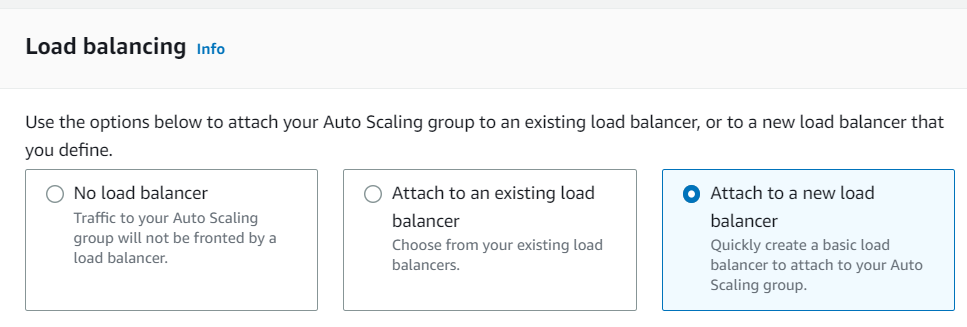 Load balancing Info
Use the options below to attach your Auto Scaling group to an existing load balancer, or to a new load balancer that
you define.
No load balancer
Traffic to your Auto Scaling
group will not be fronted by a
load balancer.
Attach to an existing load
balancer
Choose from your existing load
balancers.
Attach to a new load
balancer
Quickly create a basic load
balancer to attach to your Auto
Scaling group.